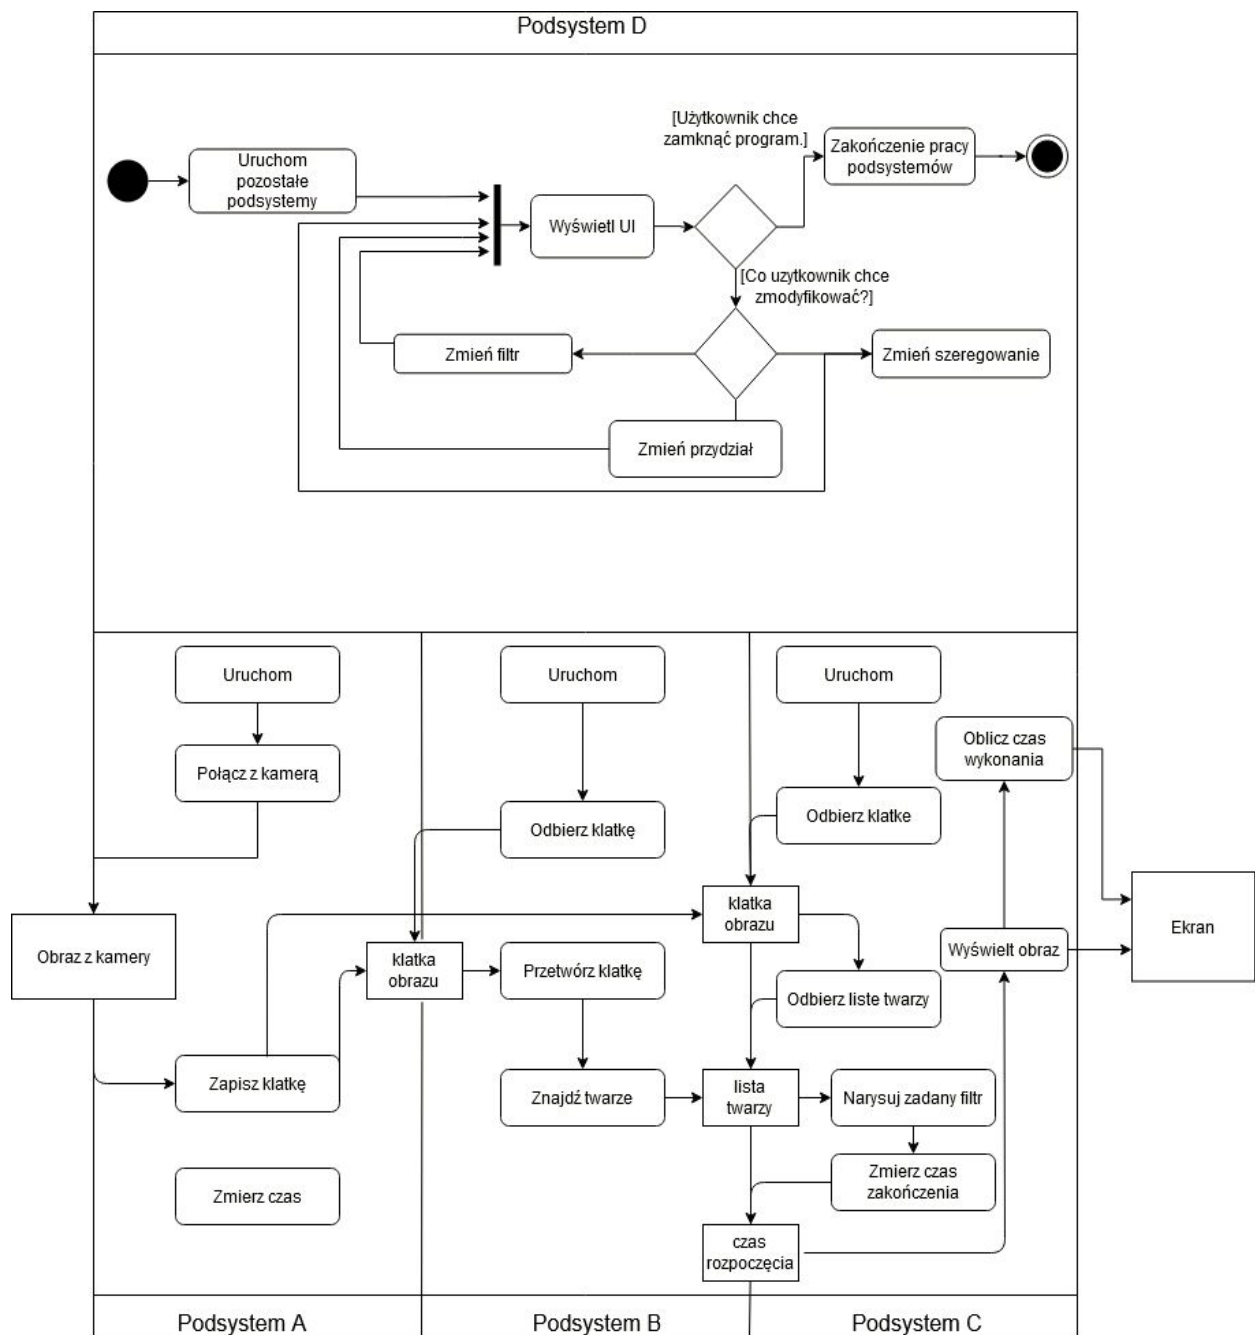 Podsystem D
[Użytkownik chce
zamknąć program.]
Uruchom
pozostałe
podsystemy
Zakończenie pracy
podsystemów
Wyświetl UI
[Co uzytkownik chce
zmodyfikować?]
Zmień filtr
Zmień szeregowanie
Zmień przydział
Uruchom
Uruchom
Uruchom
Połącz z kamerą
Oblicz czas
wykonania
Odbierz klatkę
Odbierz klatke
klatka
obrazu
Obraz z kamery
klatka
obrazu
Przetwórz klatkę
Wyświelt obraz
Ekran
Odbierz liste twarzy
Zapisz klatkę
Znajdź twarze
lista
twarzy
Narysuj zadany filtr
Zmierz czas
Zmierz czas
zakończenia
czas
rozpoczęcia
Podsystem A
Podsystem B
Podsystem C